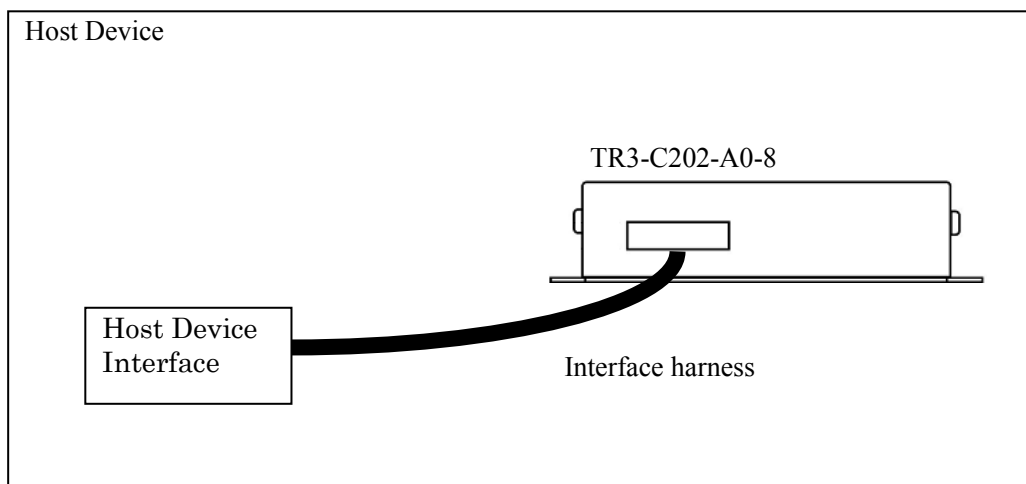 Host Device
TR3-C202-A0-8
Host Device
Interface
Interface harness